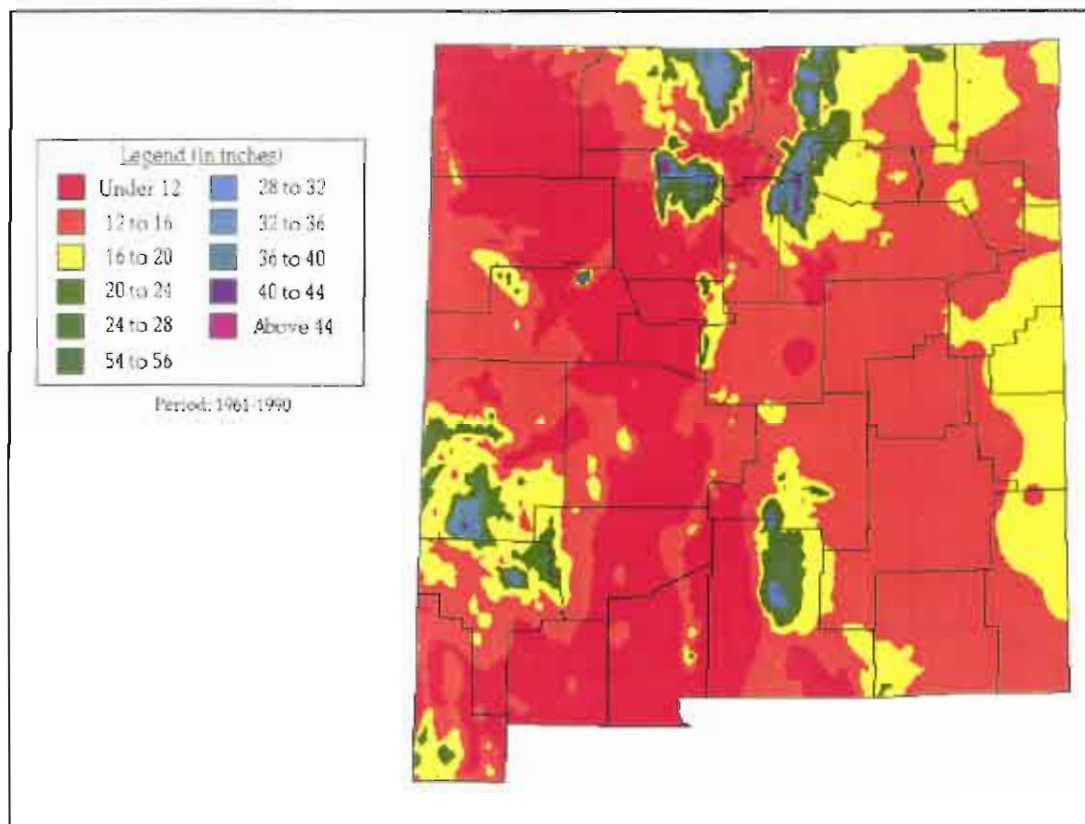 Legend (in inches)
Under 12
12 to 16
16 to 20
20 to 24
24 to 28
54 to 56
28 to 32
32 to 36
36 to 40
40 to 44
Above 44
Period: 1961-1990